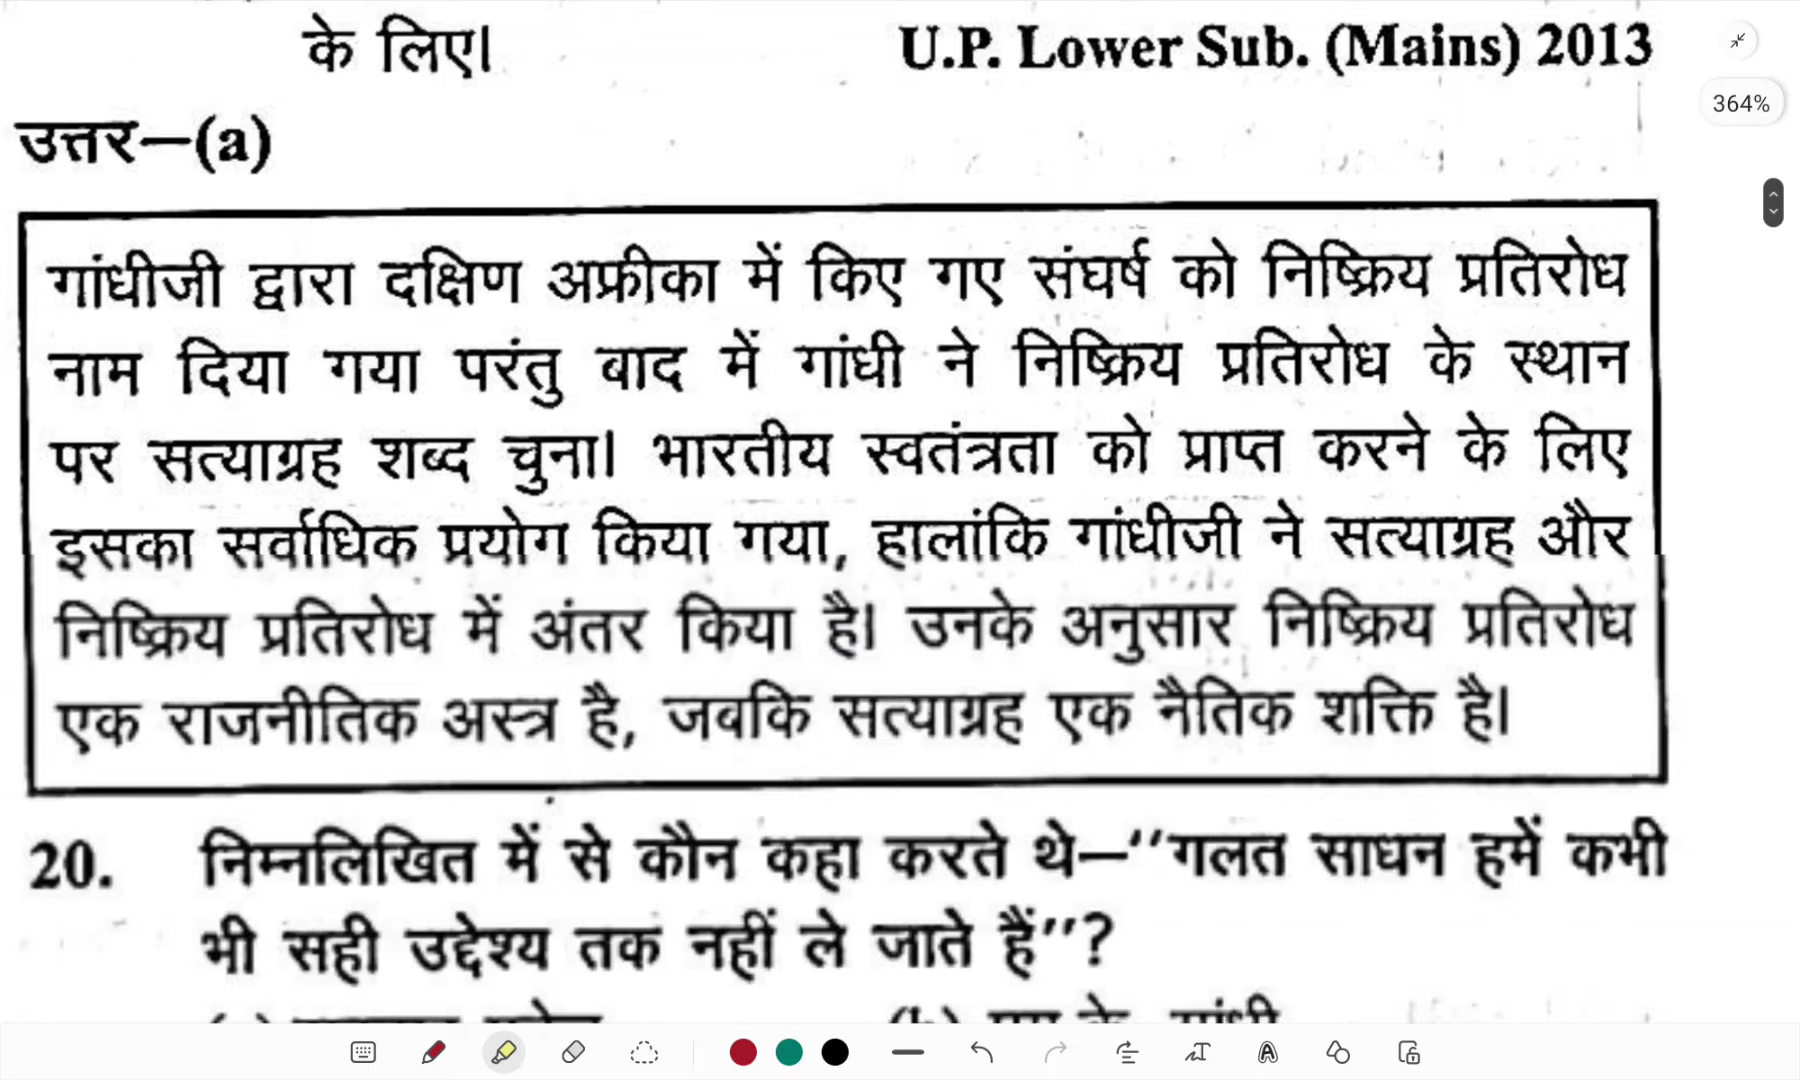 के लिए।
U.P. Lower Sub. (Mains) 2013
364%
उत्तर—(a)
गांधीजी द्वारा दक्षिण अफ्रीका में किए गए संघर्ष को निष्क्रिय प्रतिरोध
नाम दिया गया परंतु बाद में गांधी ने निष्क्रिय प्रतिरोध के स्थान
पर सत्याग्रह शब्द चुना। भारतीय स्वतंत्रता को प्राप्त करने के लिए
इसका सर्वाधिक प्रयोग किया गया, हालांकि गांधीजी ने सत्याग्रह और
निष्क्रिय प्रतिरोध में अंतर किया है। उनके अनुसार निष्क्रिय प्रतिरोध
एक राजनीतिक अस्त्र है, जबकि सत्याग्रह एक नैतिक शक्ति है।
20. निम्नलिखित में से कौन कहा करते थे—''गलत साधन हमें कभी
भी सही उद्देश्य तक नहीं ले जाते हैं''?